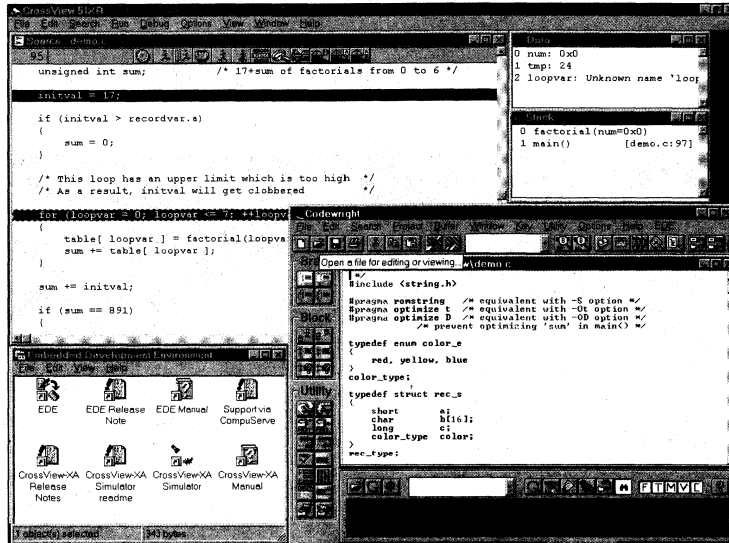 CrossView 51XA
File Edit Search Run Debug Options View Window Help
Source: demo.c
95
unsigned int sum; /* 17+sum of factorials from 0 to 6 */
initval = 17;
if (initval > recordvar.a)
{
sum = 0;
}
/* This loop has an upper limit which is too high */
/* As a result, initval will get clobbered */
for (loopvar = 0; loopvar <= 7; ++loopv
{
table[ loopvar ] = factorial(loopva
sum += table[ loopvar ];
}
sum += initval;
if (sum == 891)
{
Data
0 num: 0x0
1 tmp: 24
2 loopvar: Unknown name 'loop
Stack
0 factorial(num=0x0)
1 main() [demo.c:97]
Codewright
File Edit Search Project Buffer Window Key Utility Options Help EDE
Open a file for editing or viewing...
w\demo.c
Block
Utility
*/
#include <string.h>
#pragma romstring /* equivalent with -S option */
#pragma optimize t /* equivalent with -Ot option */
#pragma optimize D /* equivalent with -OD option */
/* prevent optimizing 'sum' in main() */
typedef enum color_e
{
red, yellow, blue
}
color_type;
typedef struct rec_s
{
short a;
char b[16];
long c;
color_type color;
}
rec_type;
F T M V C
Embedded Development Environment
File Edit View Help
EDE
EDE Release Note
EDE Manual
Support via CompuServe
CrossView-XA Release Notes
CrossView-XA Simulator readme
CrossView-XA Simulator
CrossView-XA Manual
1 object(s) selected 343 bytes